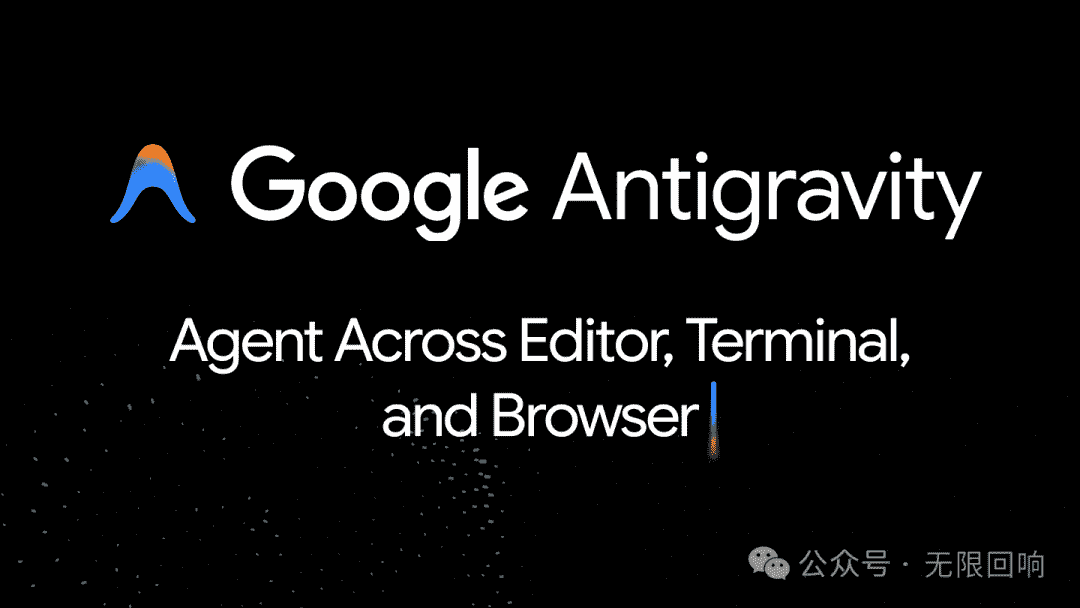 Google Antigravity
Agent Across Editor, Terminal,
and Browser
公众号 · 无限回响